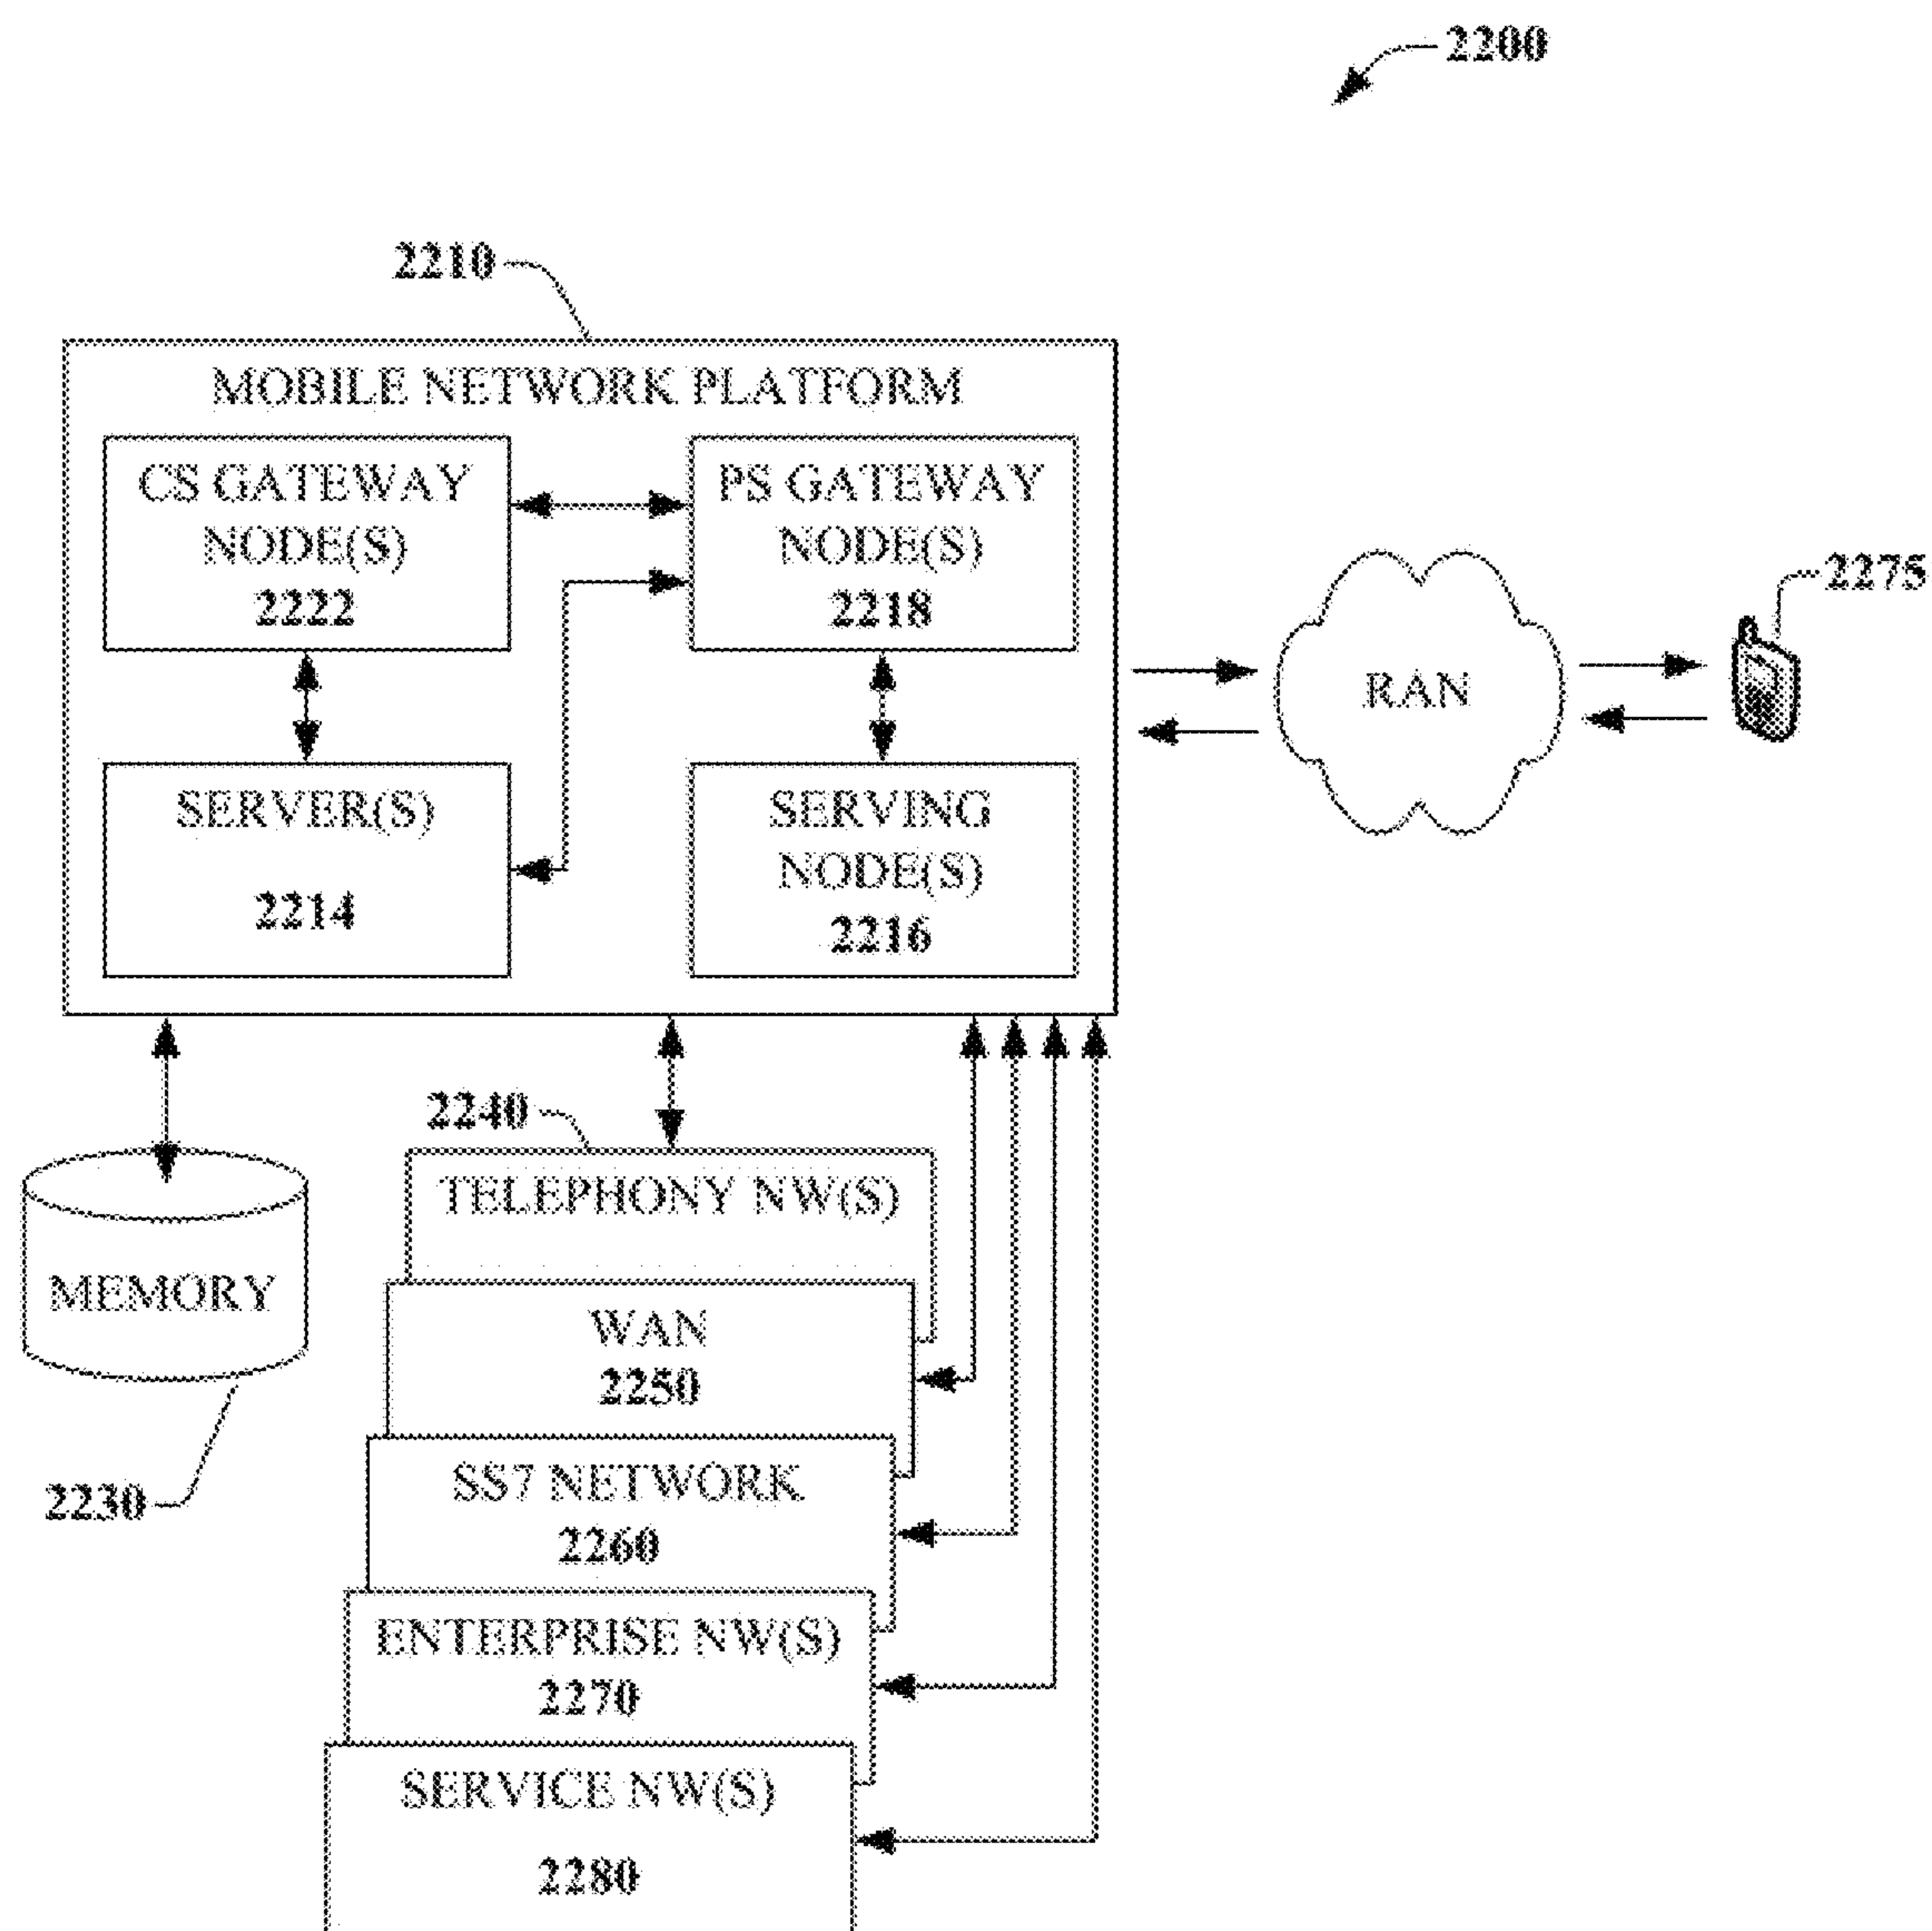 2200
2210
MOBILE NETWORK PLATFORM
CS GATEWAY
NODE(S)
2222
PS GATEWAY
NODE(S)
2218
SERVER(S)
2214
SERVING
NODE(S)
2216
RAN
2275
2240
TELEPHONY NW(S)
MEMORY
2230
WAN
2250
SS7 NETWORK
2260
ENTERPRISE NW(S)
2270
SERVICE NW(S)
2280